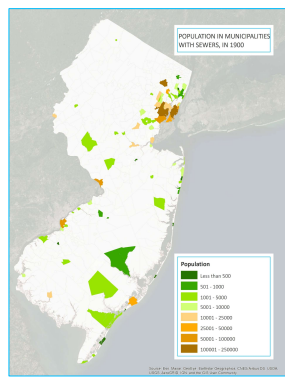 POPULATION IN MUNICIPALITIES
WITH SEWERS, IN 1900
Population
Less than 500
501 - 1000
1001 - 5000
5001 - 10000
10001 - 25000
25001 - 50000
50001 - 100000
100001 - 250000